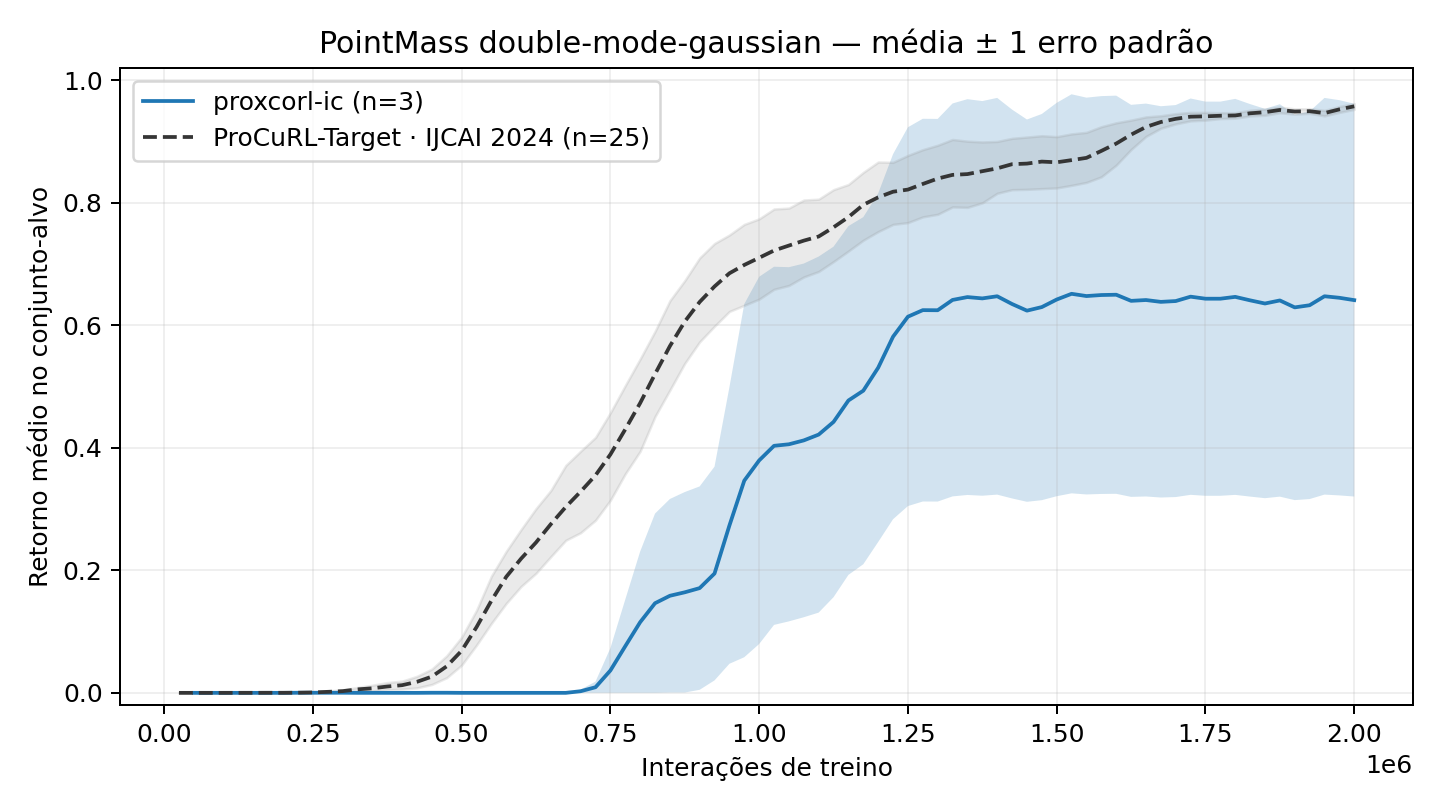 PointMass double-mode-gaussian — média ± 1 erro padrão
proxcorl-ic (n=3)
ProCuRL-Target · IJCAI 2024 (n=25)
Retorno médio no conjunto-alvo
1.0
0.8
0.6
0.4
0.2
0.0
0.00 0.25 0.50 0.75 1.00 1.25 1.50 1.75 2.00
1e6
Interações de treino